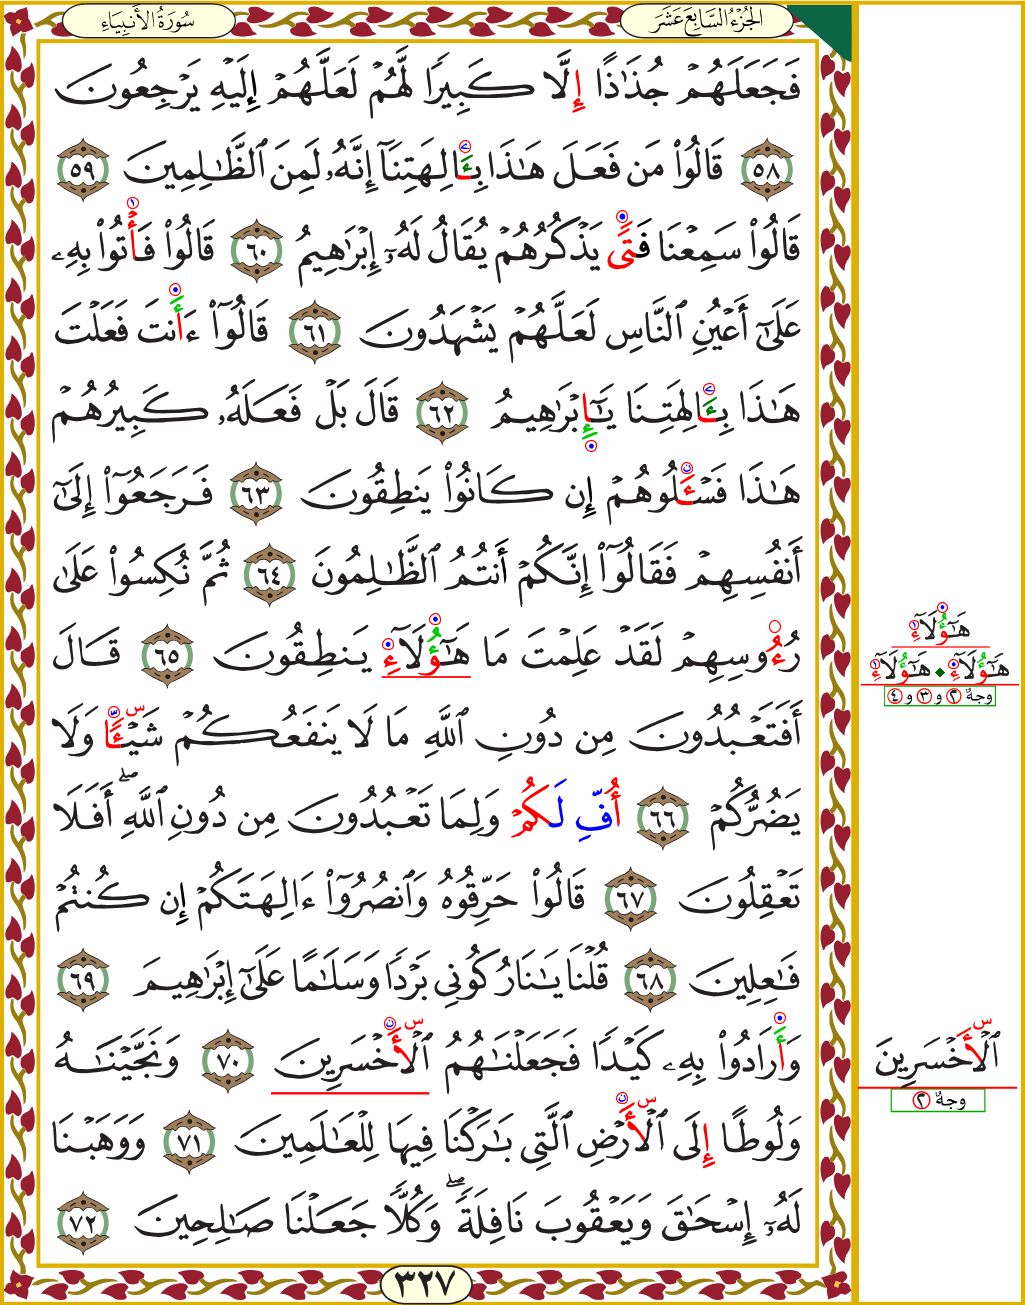 الجُزْءُ السَّابِعَ عَشَرَ
سُورَةُ الأَنبِيَاءِ
فَجَعَلَهُمْ جُذَٰذًا إِلَّا كَبِيرًا لَّهُمْ لَعَلَّهُمْ إِلَيْهِ يَرْجِعُونَ
٥٨ قَالُوا۟ مَن فَعَلَ هَٰذَا بِـَٔالِهَتِنَآ إِنَّهُۥ لَمِنَ ٱلظَّٰلِمِينَ ٥٩
قَالُوا۟ سَمِعْنَا فَتًى يَذْكُرُهُمْ يُقَالُ لَهُۥٓ إِبْرَٰهِيمُ ٦٠ قَالُوا۟ فَأْتُوا۟ بِهِۦ
عَلَىٰٓ أَعْيُنِ ٱلنَّاسِ لَعَلَّهُمْ يَشْهَدُونَ ٦١ قَالُوٓا۟ ءَأَنتَ فَعَلْتَ
هَٰذَا بِـَٔالِهَتِنَا يَٰٓإِبْرَٰهِيمُ ٦٢ قَالَ بَلْ فَعَلَهُۥ كَبِيرُهُمْ
هَٰذَا فَسْـَٔلُوهُمْ إِن كَانُوا۟ يَنطِقُونَ ٦٣ فَرَجَعُوٓا۟ إِلَىٰٓ
أَنفُسِهِمْ فَقَالُوٓا۟ إِنَّكُمْ أَنتُمُ ٱلظَّٰلِمُونَ ٦٤ ثُمَّ نُكِسُوا۟ عَلَىٰ
رُءُوسِهِمْ لَقَدْ عَلِمْتَ مَا هَٰٓؤُلَآءِ يَنطِقُونَ ٦٥ قَالَ
أَفَتَعْبُدُونَ مِن دُونِ ٱللَّهِ مَا لَا يَنفَعُكُمْ شَيْـًٔا وَلَا
يَضُرُّكُمْ ٦٦ أُفٍّ لَّكُمْ وَلِمَا تَعْبُدُونَ مِن دُونِ ٱللَّهِ ۖ أَفَلَا
تَعْقِلُونَ ٦٧ قَالُوا۟ حَرِّقُوهُ وَٱنصُرُوٓا۟ ءَالِهَتَكُمْ إِن كُنتُمْ
فَٰعِلِينَ ٦٨ قُلْنَا يَٰنَارُ كُونِى بَرْدًا وَسَلَٰمًا عَلَىٰٓ إِبْرَٰهِيمَ ٦٩
وَأَرَادُوا۟ بِهِۦ كَيْدًا فَجَعَلْنَٰهُمُ ٱلْأَخْسَرِينَ ٧٠ وَنَجَّيْنَٰهُ
وَلُوطًا إِلَى ٱلْأَرْضِ ٱلَّتِى بَٰرَكْنَا فِيهَا لِلْعَٰلَمِينَ ٧١ وَوَهَبْنَا
لَهُۥٓ إِسْحَٰقَ وَيَعْقُوبَ نَافِلَةً ۖ وَكُلًّا جَعَلْنَا صَٰلِحِينَ ٧٢
٣٢٧
هَٰٓؤُلَآءِ
هَٰٓؤُلَآءِ ◆ هَٰٓؤُلَآءِ
وجهٌ ٢ و ٣ و ٤
ٱلْأَخْسَرِينَ
وجهٌ ٢